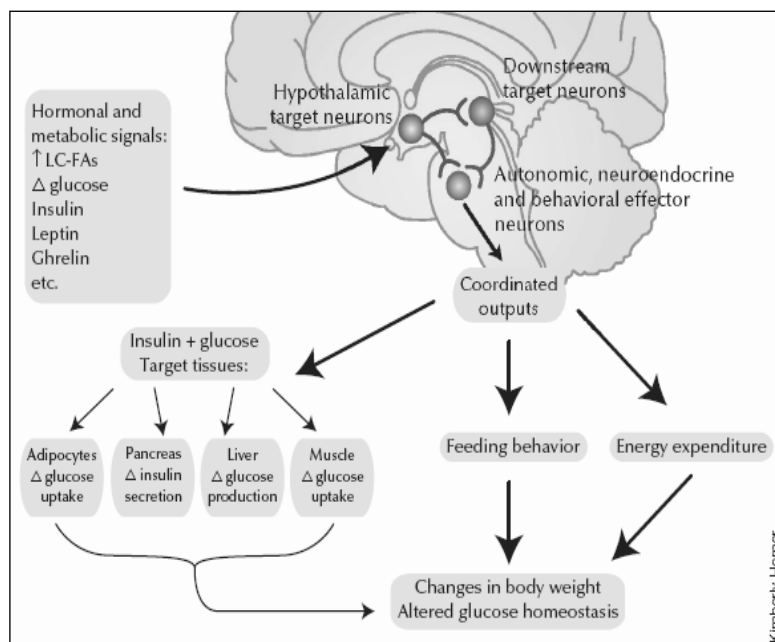 Hormonal and
metabolic signals:
↑ LC-FAs
Δ glucose
Insulin
Leptin
Ghrelin
etc.
Hypothalamic
target neurons
Downstream
target neurons
Autonomic, neuroendocrine
and behavioral effector
neurons
Coordinated
outputs
Insulin + glucose
Target tissues:
Adipocytes
Δ glucose
uptake
Pancreas
Δ insulin
secretion
Liver
Δ glucose
production
Muscle
Δ glucose
uptake
Feeding behavior
Energy expenditure
Changes in body weight
Altered glucose homeostasis
Kimberly Horner